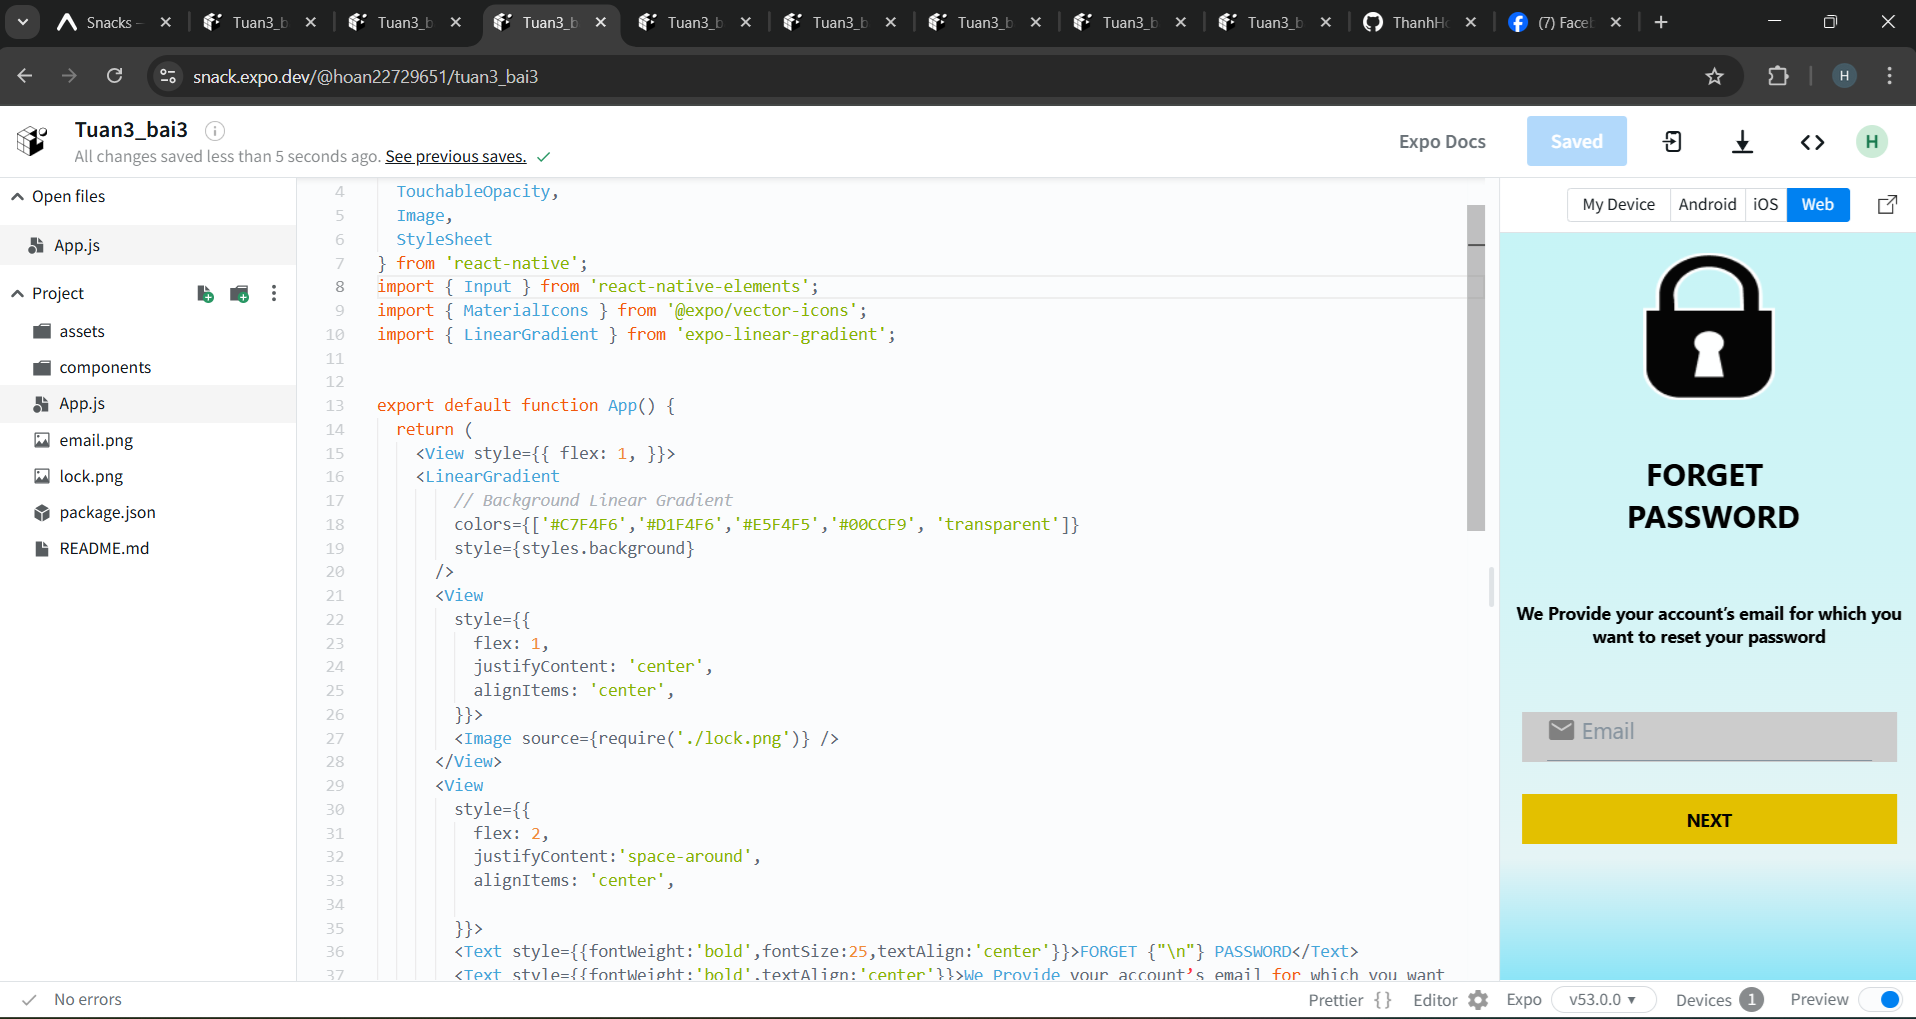 Snacks -
Tuan3_b
Tuan3_b
Tuan3_b
Tuan3_b
Tuan3_b
Tuan3_b
Tuan3_b
Tuan3_b
ThanhHo
(7) Faceb
snack.expo.dev/@hoan22729651/tuan3_bai3
H
Tuan3_bai3
All changes saved less than 5 seconds ago. See previous saves.
Expo Docs
Saved
H
Open files
App.js
Project
assets
components
App.js
email.png
lock.png
package.json
README.md
4 TouchableOpacity,
5 Image,
6 StyleSheet
7 } from 'react-native';
8 import { Input } from 'react-native-elements';
9 import { MaterialIcons } from '@expo/vector-icons';
10 import { LinearGradient } from 'expo-linear-gradient';
11
12
13 export default function App() {
14 return (
15 <View style={{ flex: 1, }}>
16 <LinearGradient
17 // Background Linear Gradient
18 colors={['#C7F4F6','#D1F4F6','#E5F4F5','#00CCF9', 'transparent']}
19 style={styles.background}
20 />
21 <View
22 style={{
23 flex: 1,
24 justifyContent: 'center',
25 alignItems: 'center',
26 }}>
27 <Image source={require('./lock.png')} />
28 </View>
29 <View
30 style={{
31 flex: 2,
32 justifyContent:'space-around',
33 alignItems: 'center',
34
35 }}>
36 <Text style={{fontWeight:'bold',fontSize:25,textAlign:'center'}}>FORGET {"\n"} PASSWORD</Text>
37 <Text style={{fontWeight:'bold',textAlign:'center'}}>We Provide your account’s email for which you want
My Device
Android
iOS
Web
FORGET
PASSWORD
We Provide your account’s email for which you
want to reset your password
Email
NEXT
No errors
Prettier { }
Editor
Expo
v53.0.0
Devices 1
Preview